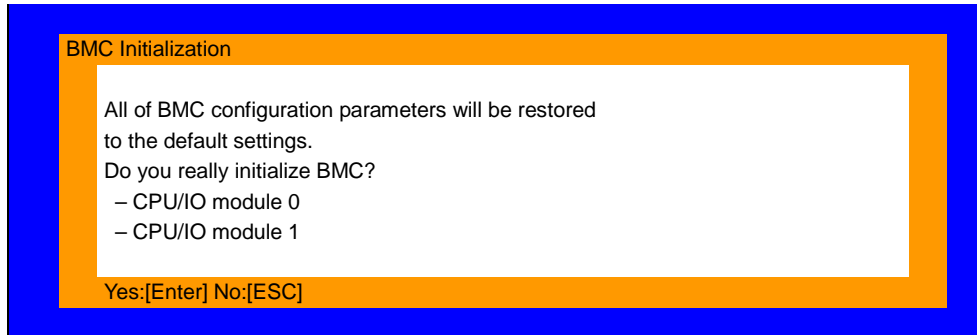 BMC Initialization
All of BMC configuration parameters will be restored
to the default settings.
Do you really initialize BMC?
– CPU/IO module 0
– CPU/IO module 1
Yes:[Enter] No:[ESC]